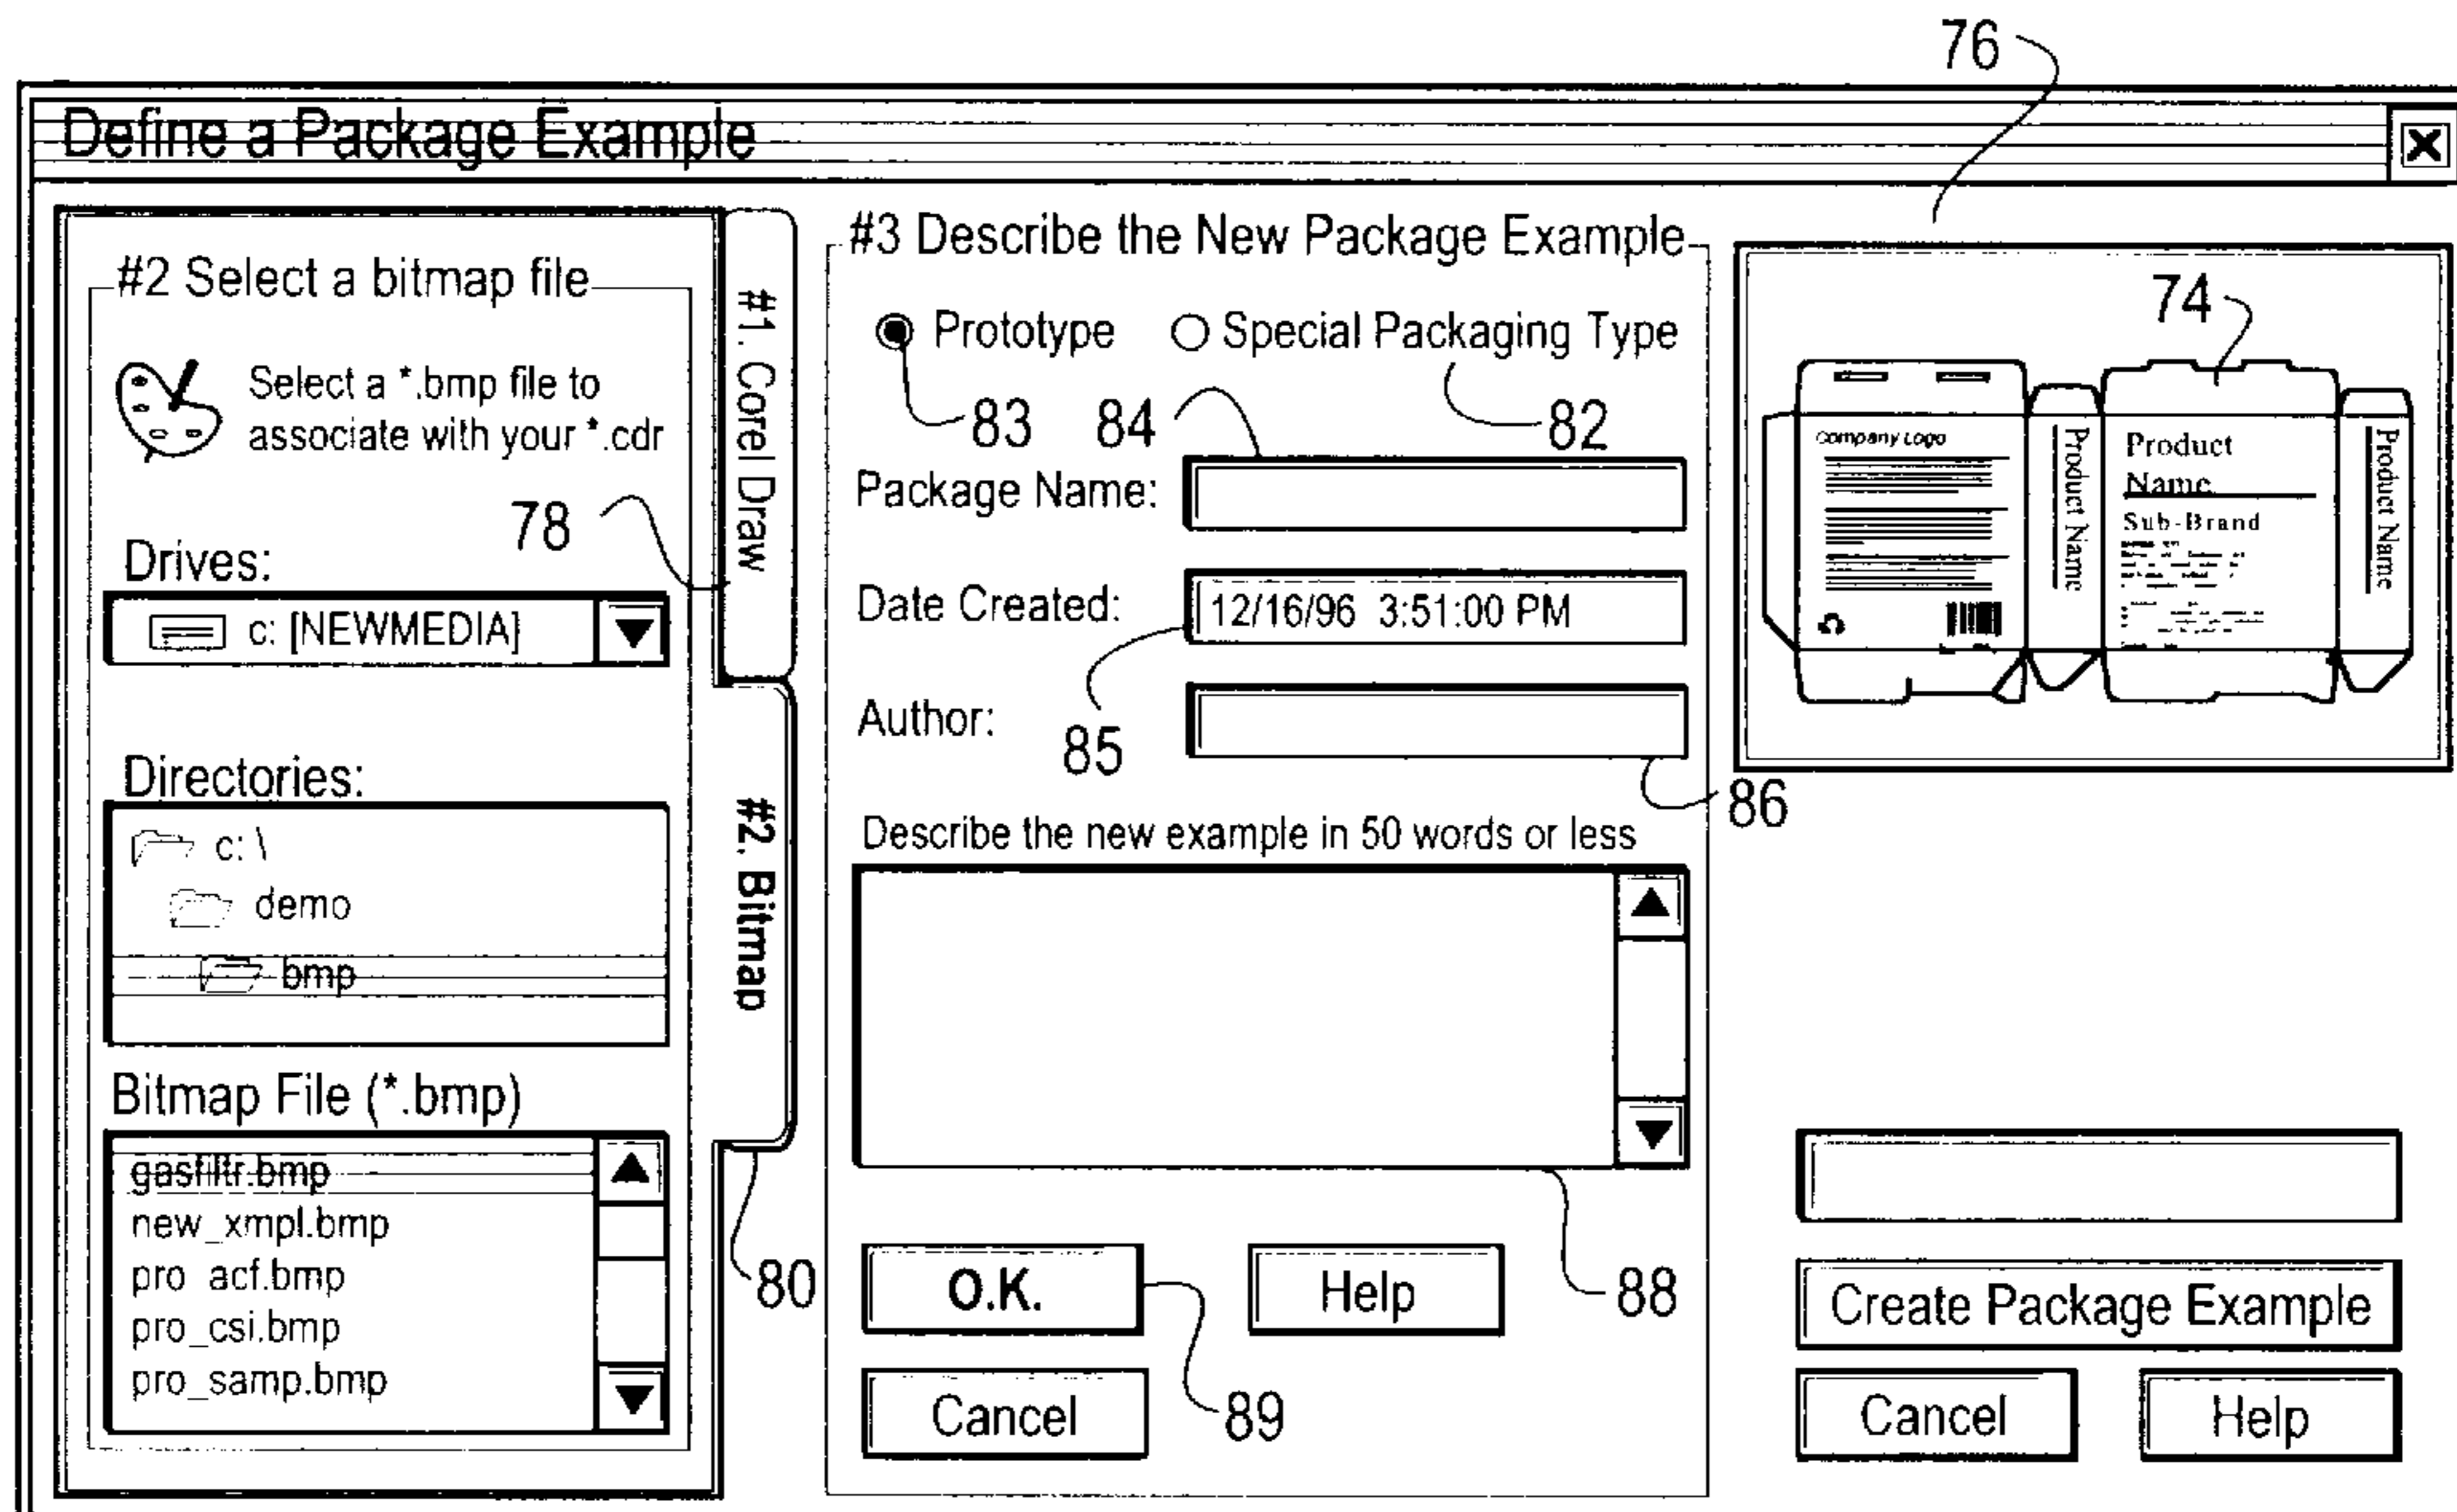 76
Define a Package Example
#2 Select a bitmap file
Select a *.bmp file to
associate with your *.cdr
78
Drives:
c: [NEWMEDIA]
Directories:
c: \
demo
bmp
Bitmap File (*.bmp)
gasfiltr.bmp
new_xmpl.bmp
pro_acf.bmp
pro_csi.bmp
pro_samp.bmp
#1. Corel Draw
#2. Bitmap
80
#3 Describe the New Package Example
Prototype Special Packaging Type
83 84 82
Package Name:
Date Created: 12/16/96 3:51:00 PM
Author:
85
86
Describe the new example in 50 words or less
88
O.K. Help
Cancel
89
74
Company Logo
Product Name
Product
Name
Sub-Brand
Product Name
Create Package Example
Cancel Help